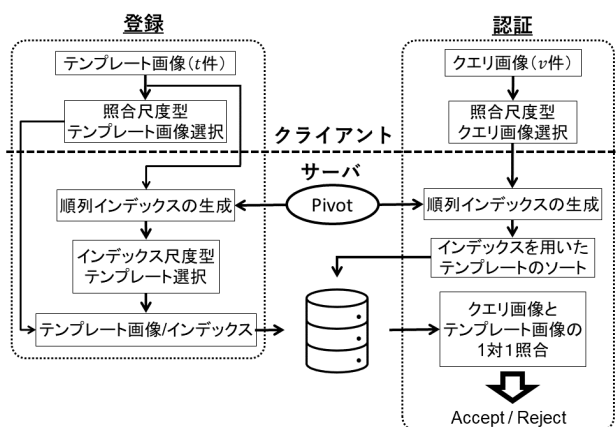 登録
テンプレート画像(t件)
照合尺度型
テンプレート画像選択
順列インデックスの生成
インデックス尺度型
テンプレート選択
テンプレート画像/インデックス
クライアント
サーバ
Pivot
認証
クエリ画像(v件)
照合尺度型
クエリ画像選択
順列インデックスの生成
インデックスを用いた
テンプレートのソート
クエリ画像と
テンプレート画像の
1対1照合
Accept / Reject